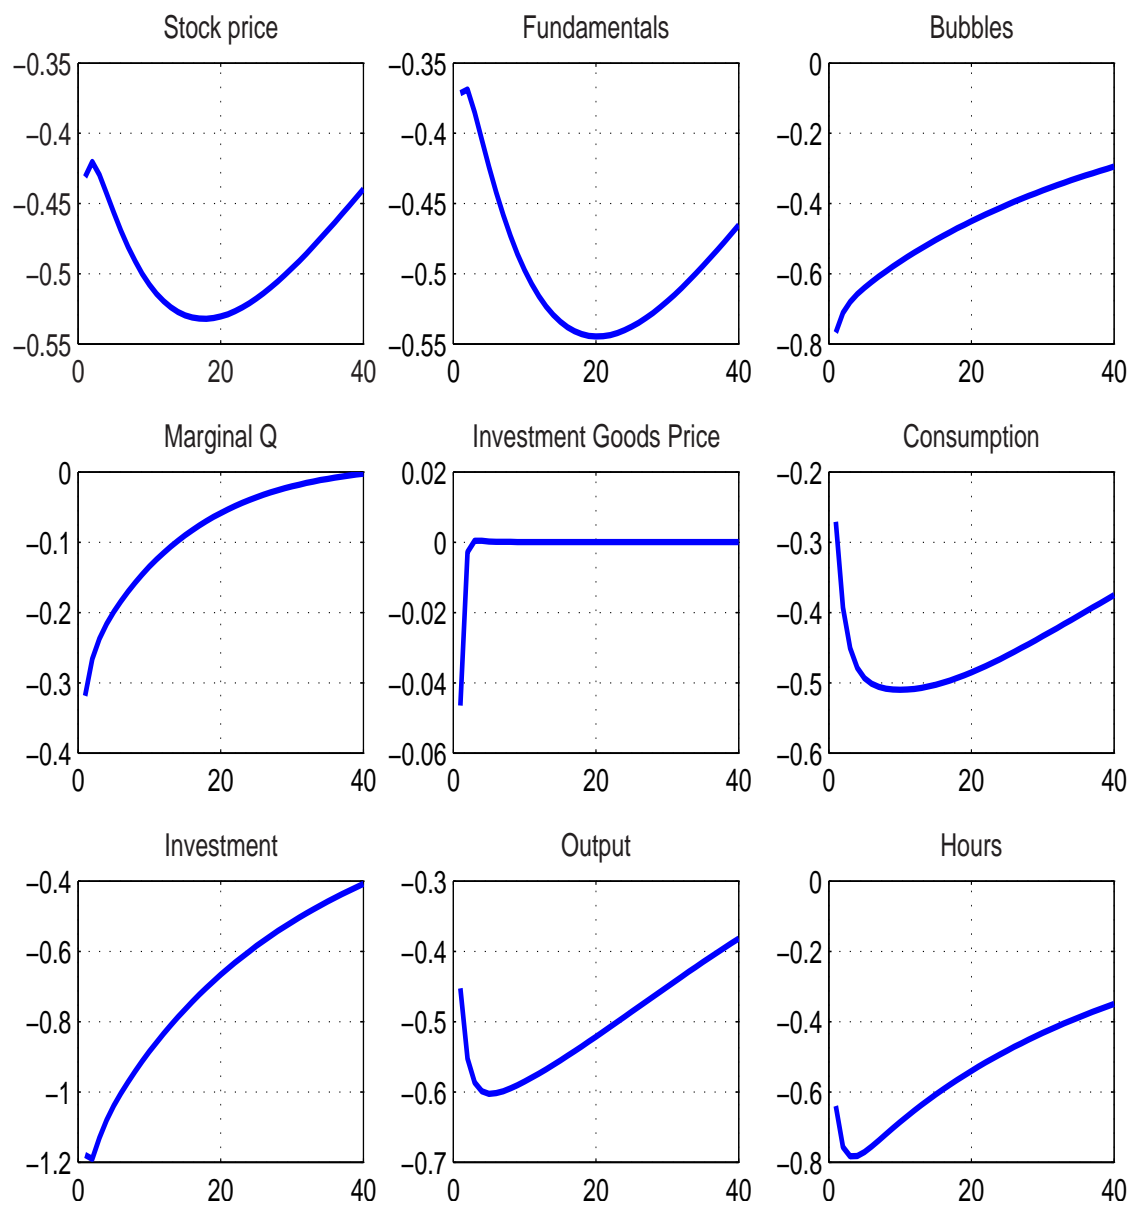 Stock price Fundamentals Bubbles
−0.35 −0.35 0
−0.4 −0.4 −0.2
−0.45 −0.45 −0.4
−0.5 −0.5 −0.6
−0.55 −0.55 −0.8
0 20 40 0 20 40 0 20 40
Marginal Q Investment Goods Price Consumption
0 0.02 −0.2
−0.1 0 −0.3
−0.2 −0.02 −0.4
−0.3 −0.04 −0.5
−0.4 −0.06 −0.6
0 20 40 0 20 40 0 20 40
Investment Output Hours
−0.4 −0.3 0
−0.6 −0.4 −0.2
−0.8 −0.5 −0.4
−1 −0.6 −0.6
−1.2 −0.7 −0.8
0 20 40 0 20 40 0 20 40